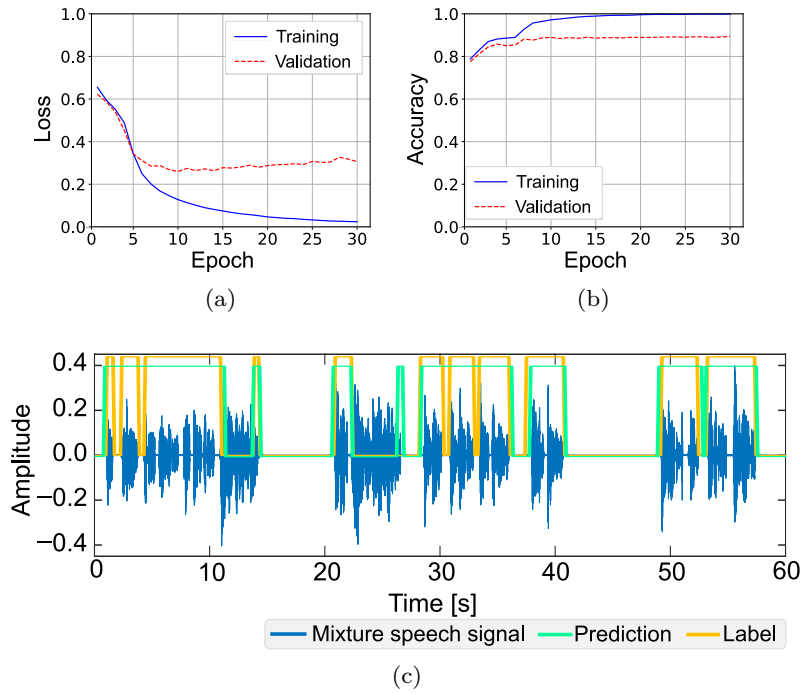 1.0
0.8
0.6
0.4
0.2
0.0
Loss
0 5 10 15 20 25 30
Epoch
Training
Validation
(a)
1.0
0.8
0.6
0.4
0.2
0.0
Accuracy
0 5 10 15 20 25 30
Epoch
Training
Validation
(b)
0.4
0.2
0.0
−0.2
−0.4
Amplitude
0 10 20 30 40 50 60
Time [s]
Mixture speech signal Prediction Label
(c)